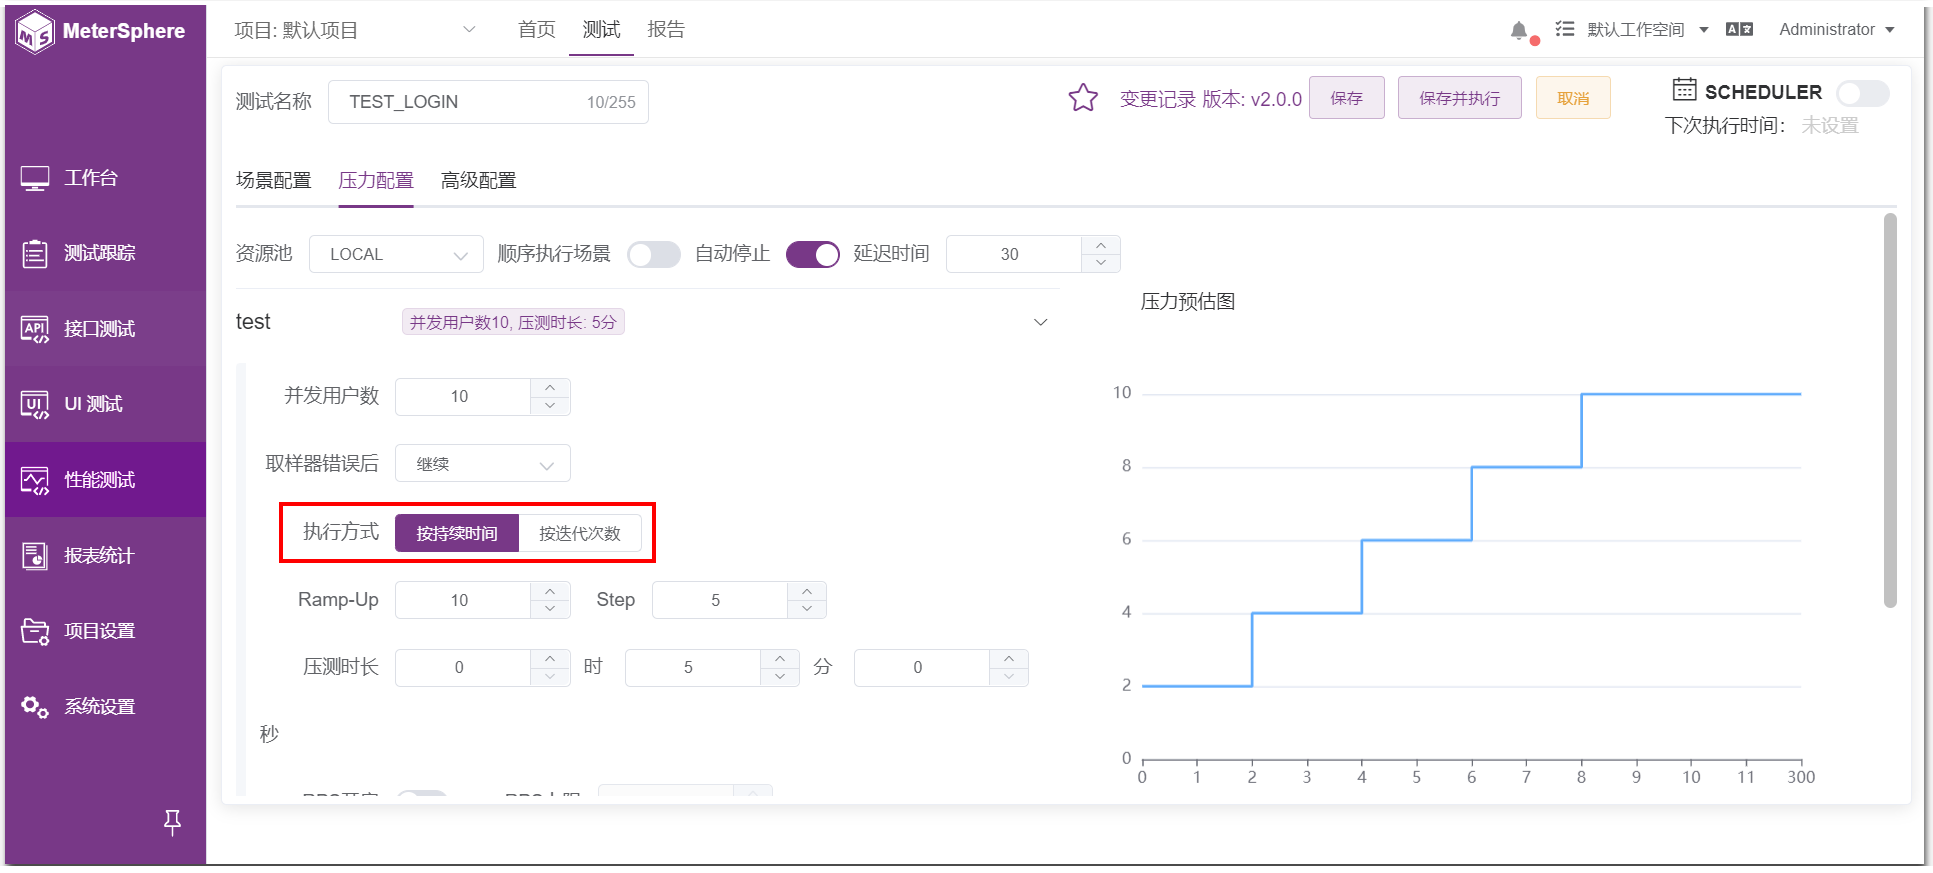 MeterSphere
项目: 默认项目
首页
测试
报告
默认工作空间
Administrator
工作台
测试跟踪
接口测试
UI 测试
性能测试
报表统计
项目设置
系统设置
测试名称
TEST_LOGIN
10/255
变更记录 版本: v2.0.0
保存
保存并执行
取消
SCHEDULER
下次执行时间: 未设置
场景配置
压力配置
高级配置
资源池
LOCAL
顺序执行场景
自动停止
延迟时间
30
test
并发用户数10, 压测时长: 5分
并发用户数
10
取样器错误后
继续
执行方式
按持续时间
按迭代次数
Ramp-Up
10
Step
5
压测时长
0
时
5
分
0
秒
压力预估图
10
8
6
4
2
0
0 1 2 3 4 5 6 7 8 9 10 11 300